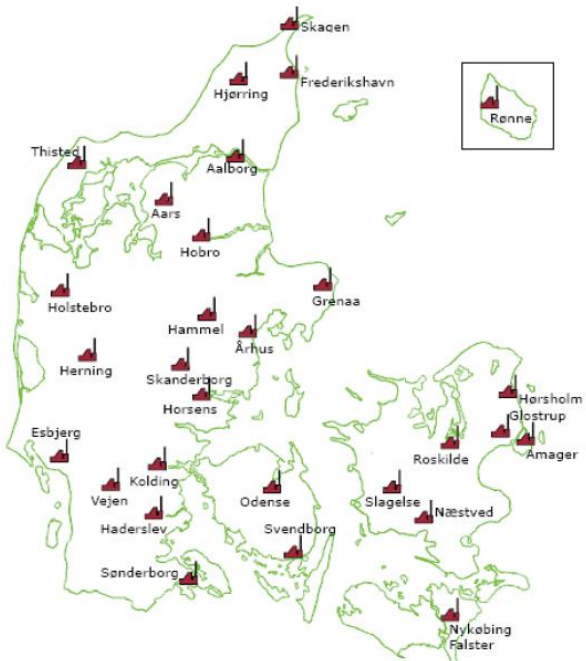 Skagen
Hjørring
Frederikshavn
Rønne
Thisted
Aalborg
Aars
Hobro
Holstebro
Grenaa
Hammel
Århus
Herning
Skanderborg
Horsens
Hørsholm
Glostrup
Esbjerg
Roskilde
Amager
Kolding
Vejen
Odense
Slagelse
Næstved
Haderslev
Svendborg
Sønderborg
Nykøbing
Falster